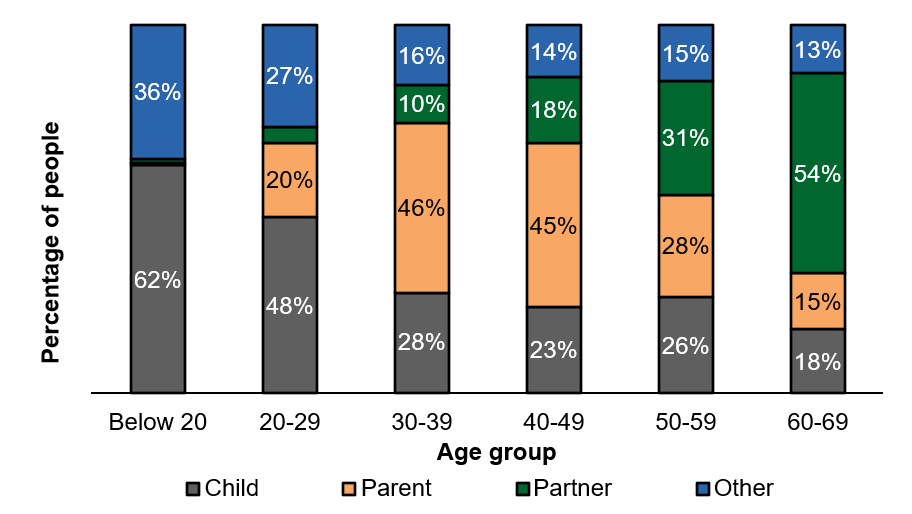 Percentage of people
36% 27% 16% 14% 15% 13%
10% 18% 31% 54%
20% 46% 45% 28% 15%
62% 48% 28% 23% 26% 18%
Below 20 20-29 30-39 40-49 50-59 60-69
Age group
Child Parent Partner Other